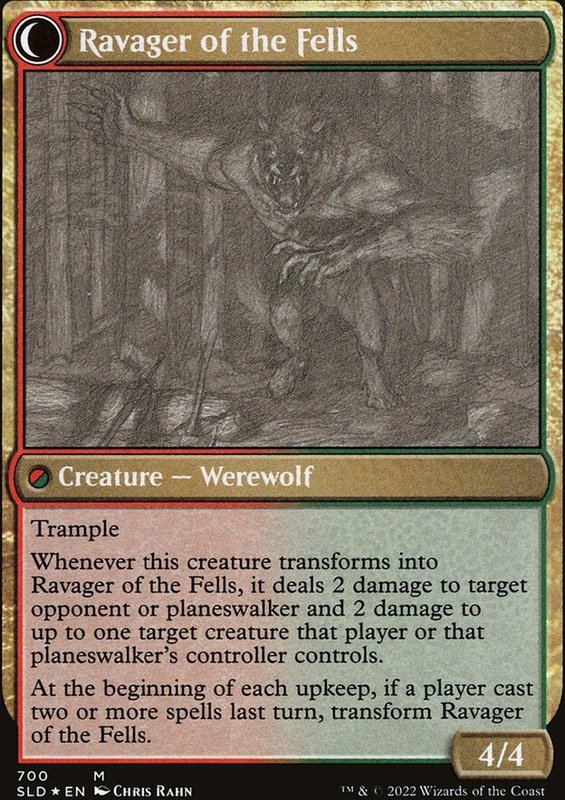 Ravager of the Fells
Creature — Werewolf
Trample
Whenever this creature transforms into
Ravager of the Fells, it deals 2 damage to target
opponent or planeswalker and 2 damage to
up to one target creature that player or that
planeswalker's controller controls.
At the beginning of each upkeep, if a player cast
two or more spells last turn, transform Ravager
of the Fells.
4/4
700 M
SLD ★ EN Chris Rahn ™ & © 2022 Wizards of the Coast